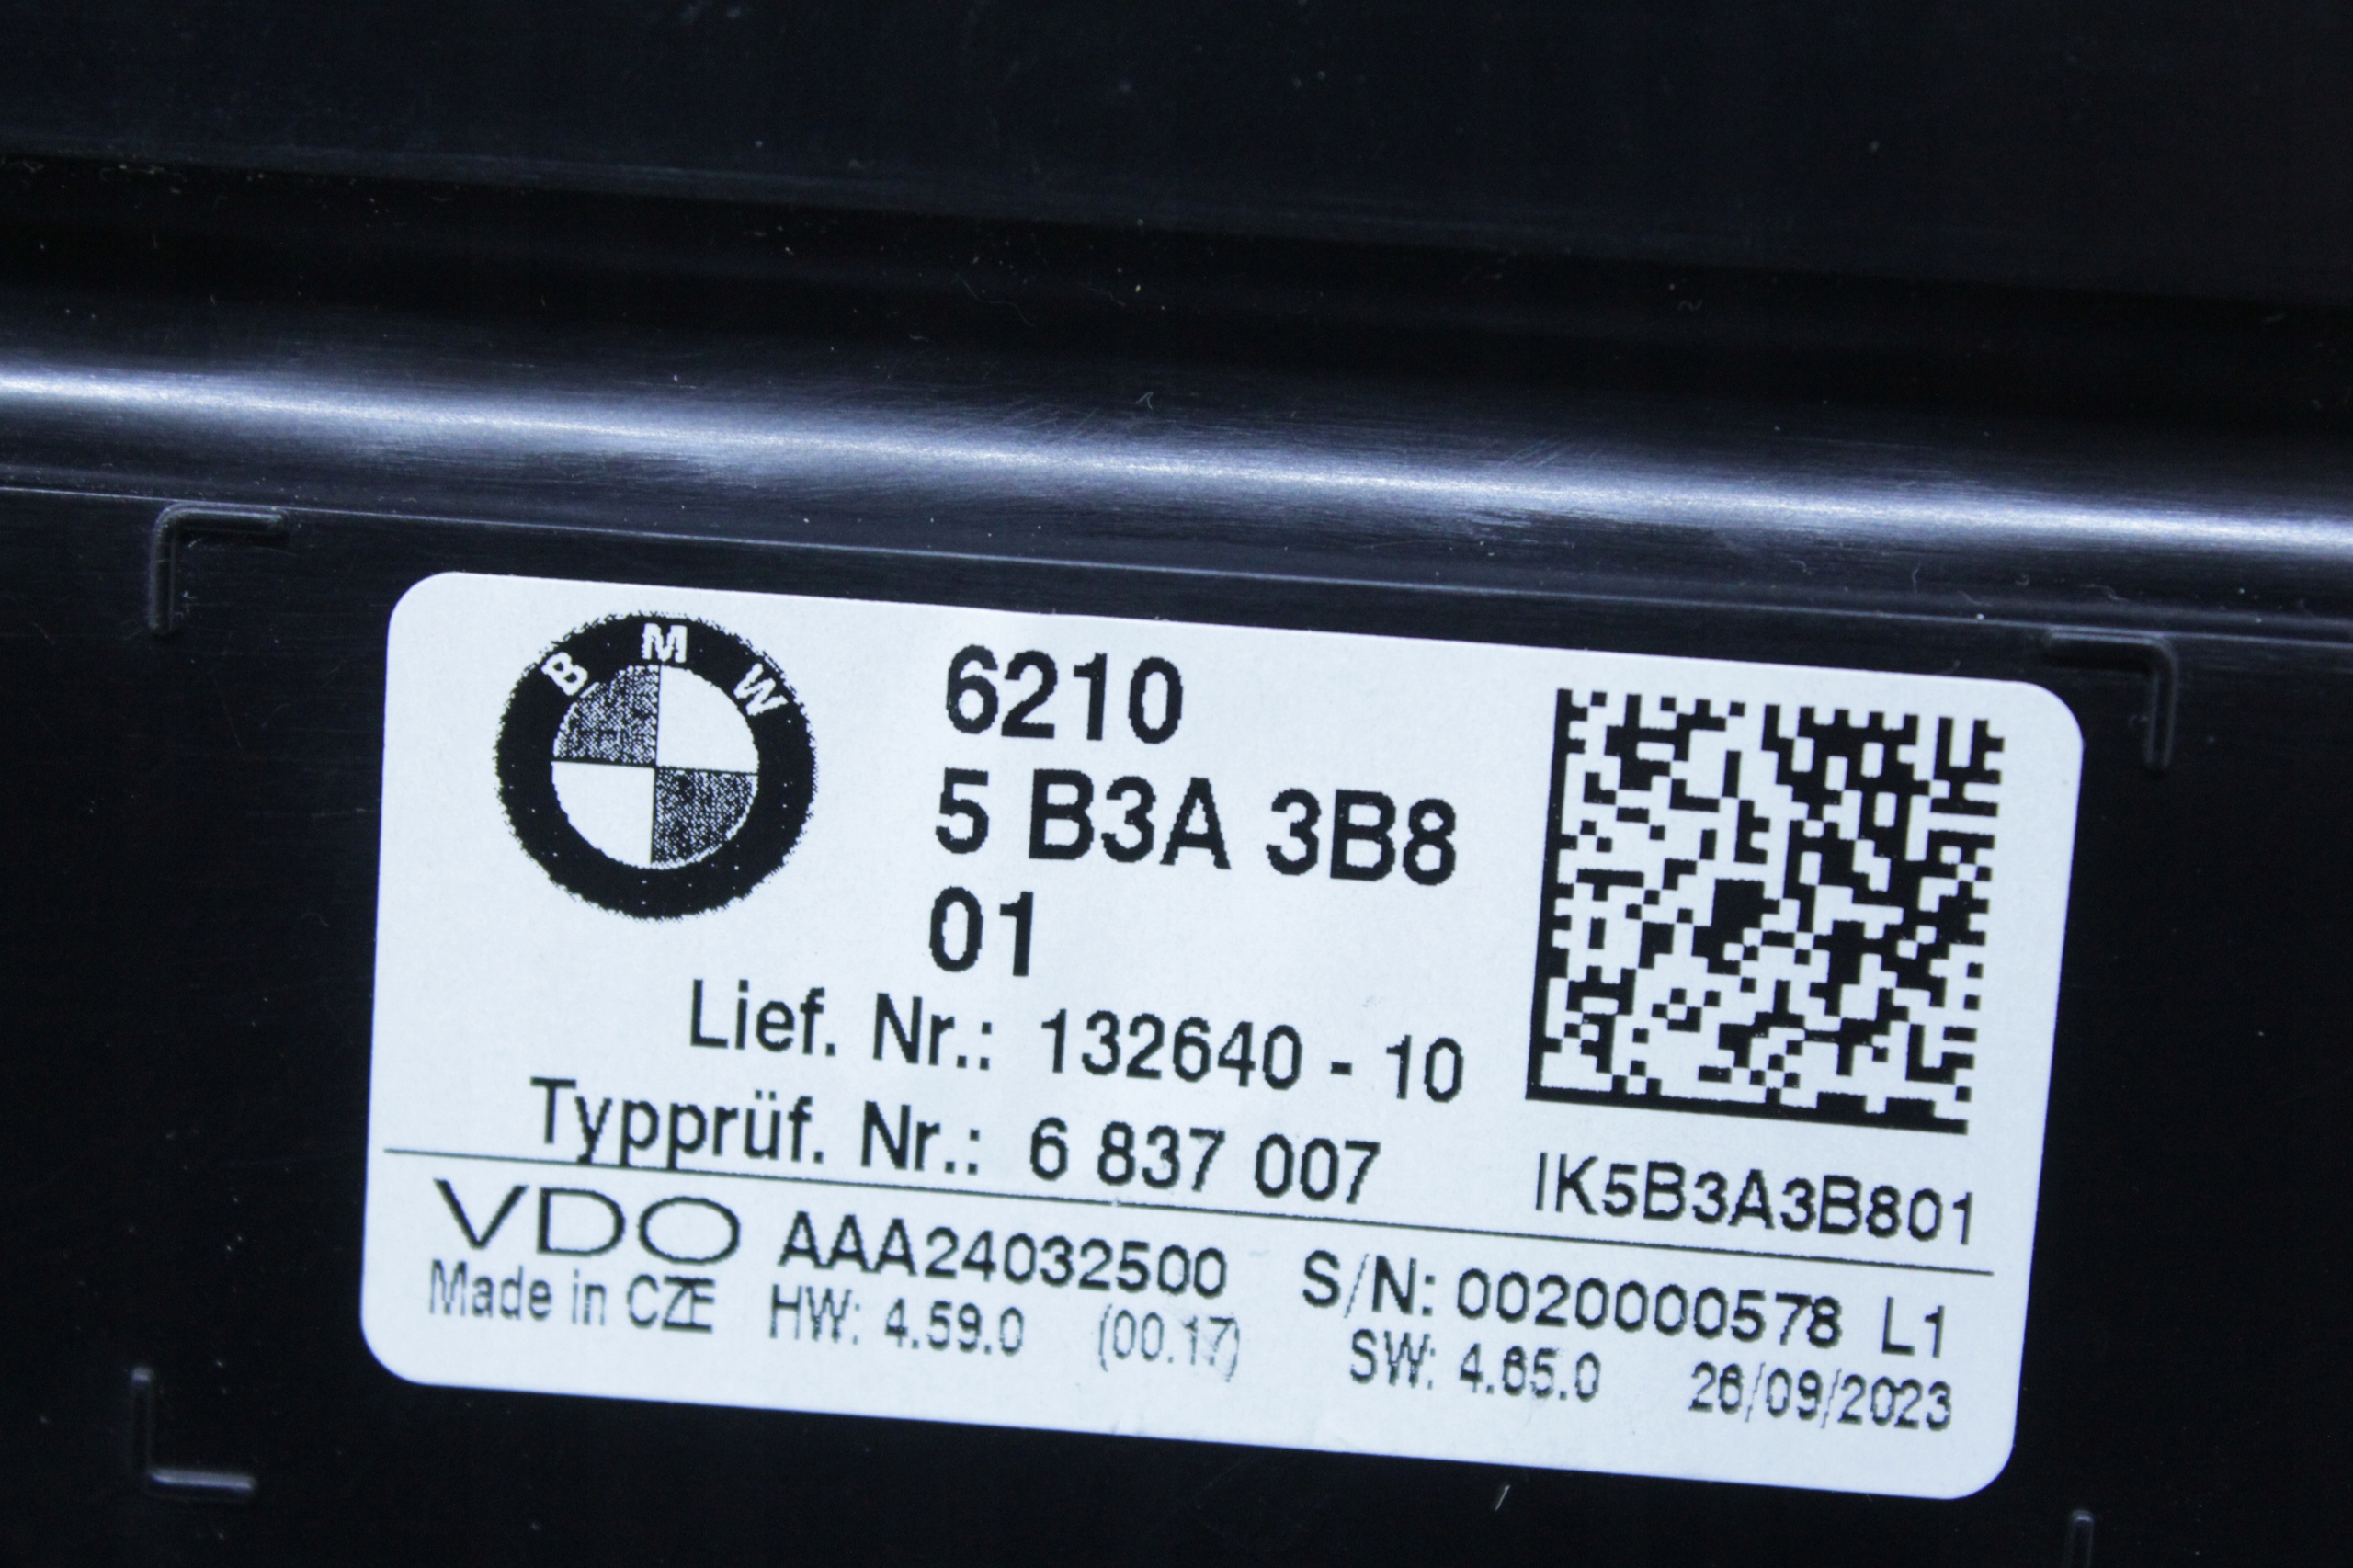 BMW
6210
5 B3A 3B8
01
Lief. Nr.: 132640 - 10
Typprüf. Nr.: 6 837 007
IK5B3A3B801
VDO AAA24032500 S/N: 0020000578 L1
Made in CZE HW: 4.59.0 (00.17) SW: 4.65.0 26/09/2023